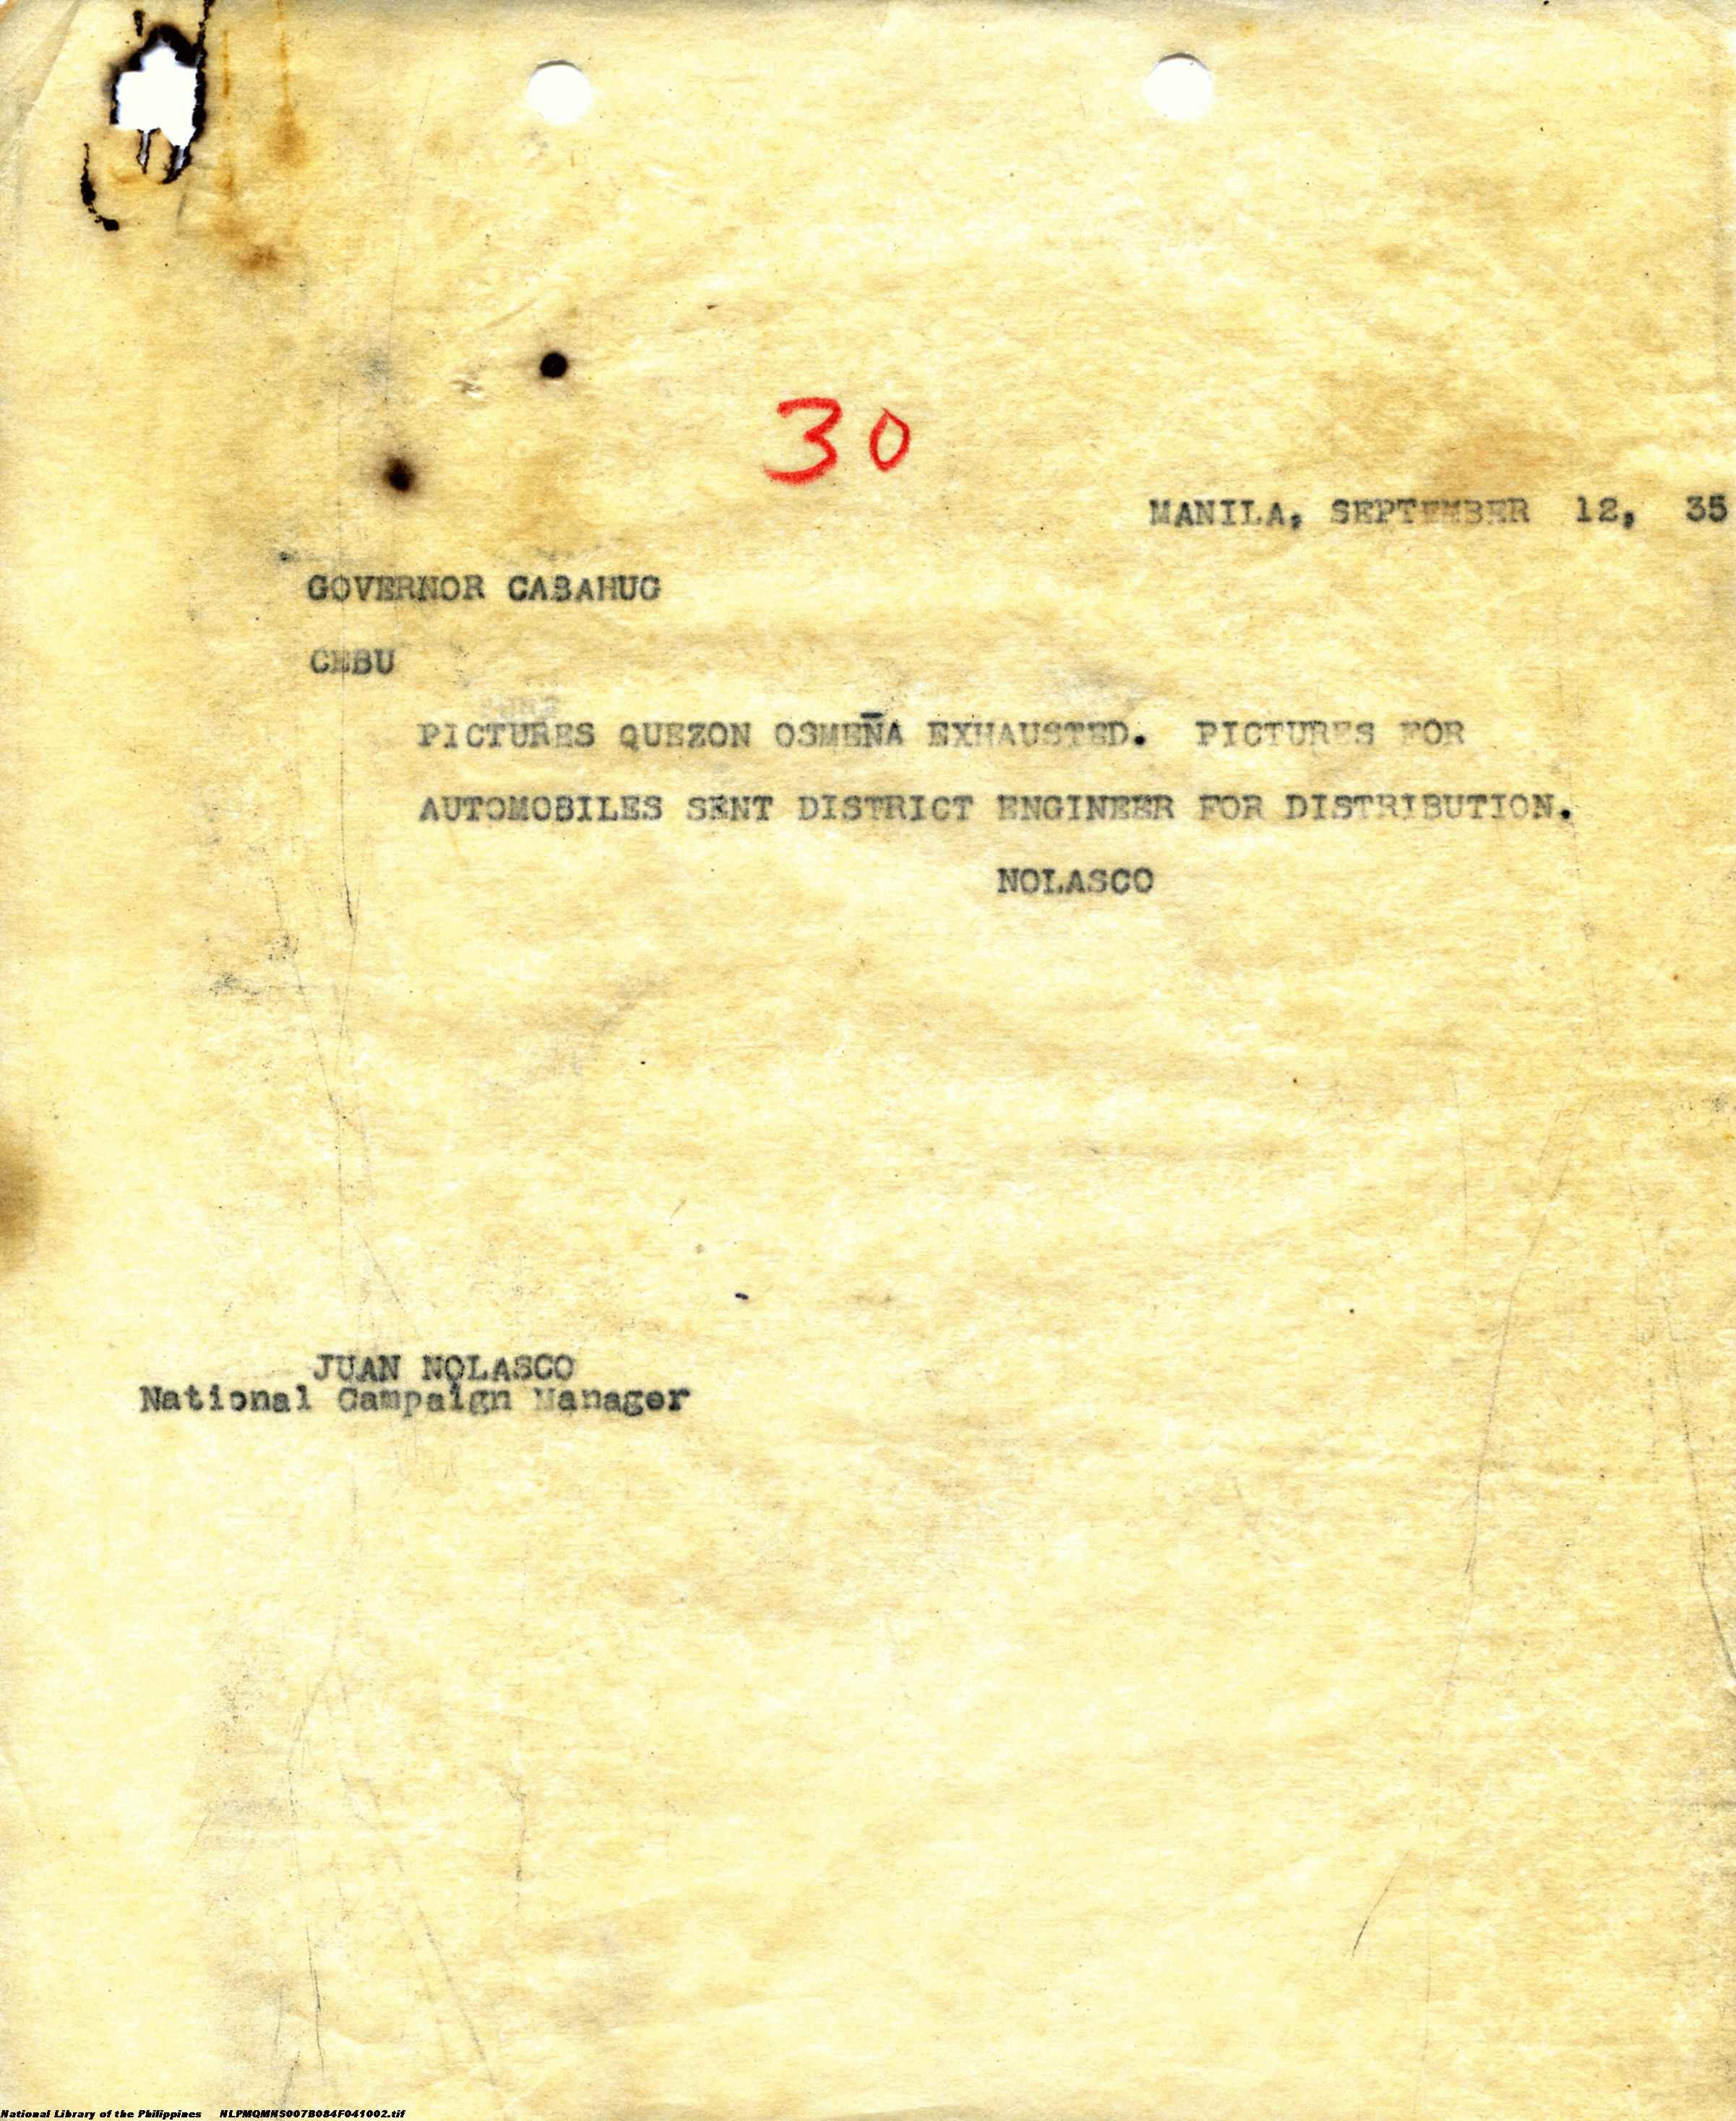 30
MANILA, SEPTEMBER 12, 35
GOVERNOR CABAHUG
CEBU
PICTURES QUEZON OSMEÑA EXHAUSTED. PICTURES FOR
AUTOMOBILES SENT DISTRICT ENGINEER FOR DISTRIBUTION.
NOLASCO
JUAN NOLASCO
National Campaign Manager
National Library of the Philippines NLPMQMNS007B084F041002.tif